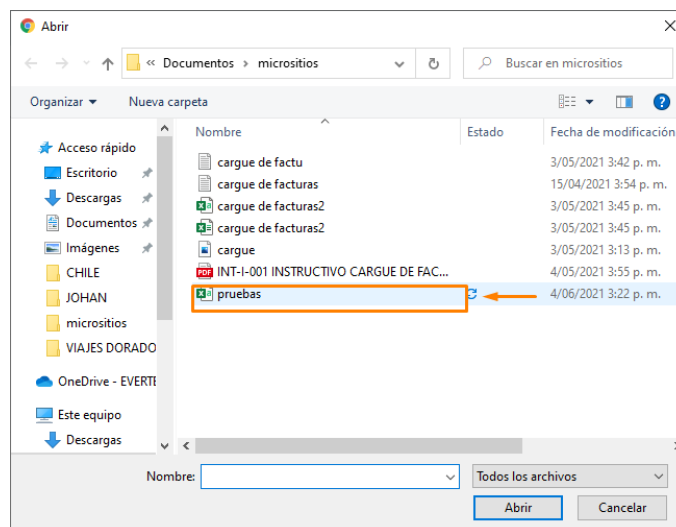 Abrir
« Documentos > micrositios
Buscar en micrositios
Organizar
Nueva carpeta
Nombre
Estado
Fecha de modificación
Acceso rápido
Escritorio
Descargas
Documentos
Imágenes
CHILE
JOHAN
micrositios
VIAJES DORADO
OneDrive - EVERTE
Este equipo
Descargas
cargue de factu 3/05/2021 3:42 p. m.
cargue de facturas 15/04/2021 3:54 p. m.
cargue de facturas2 3/05/2021 3:45 p. m.
cargue de facturas2 3/05/2021 3:45 p. m.
cargue 3/05/2021 3:13 p. m.
PDF INT-I-001 INSTRUCTIVO CARGUE DE FAC... 4/05/2021 3:55 p. m.
pruebas 4/06/2021 3:22 p. m.
Nombre:
Todos los archivos
Abrir
Cancelar